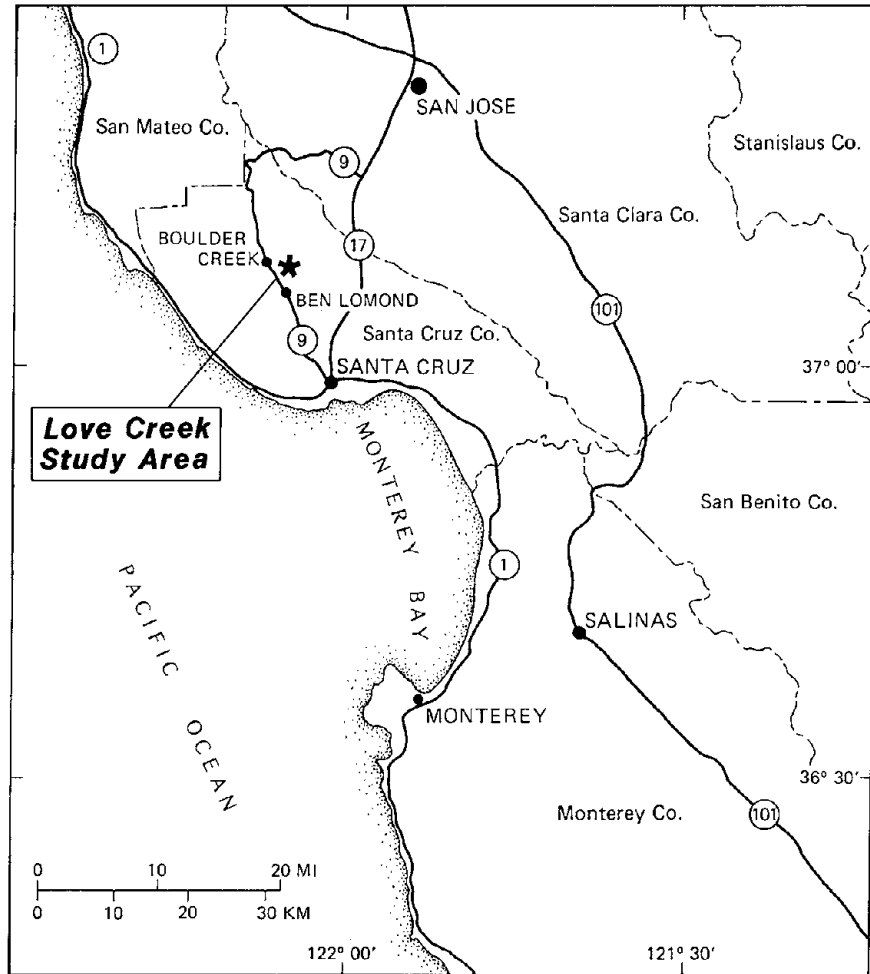 1
SAN JOSE
San Mateo Co.
Stanislaus Co.
9
Santa Clara Co.
17
BOULDER
CREEK
BEN LOMOND
101
9
Santa Cruz Co.
SANTA CRUZ
37° 00'
Love Creek
Study Area
MONTEREY BAY
San Benito Co.
1
PACIFIC OCEAN
SALINAS
MONTEREY
36° 30'
Monterey Co.
101
0 10 20 MI
0 10 20 30 KM
122° 00'
121° 30'